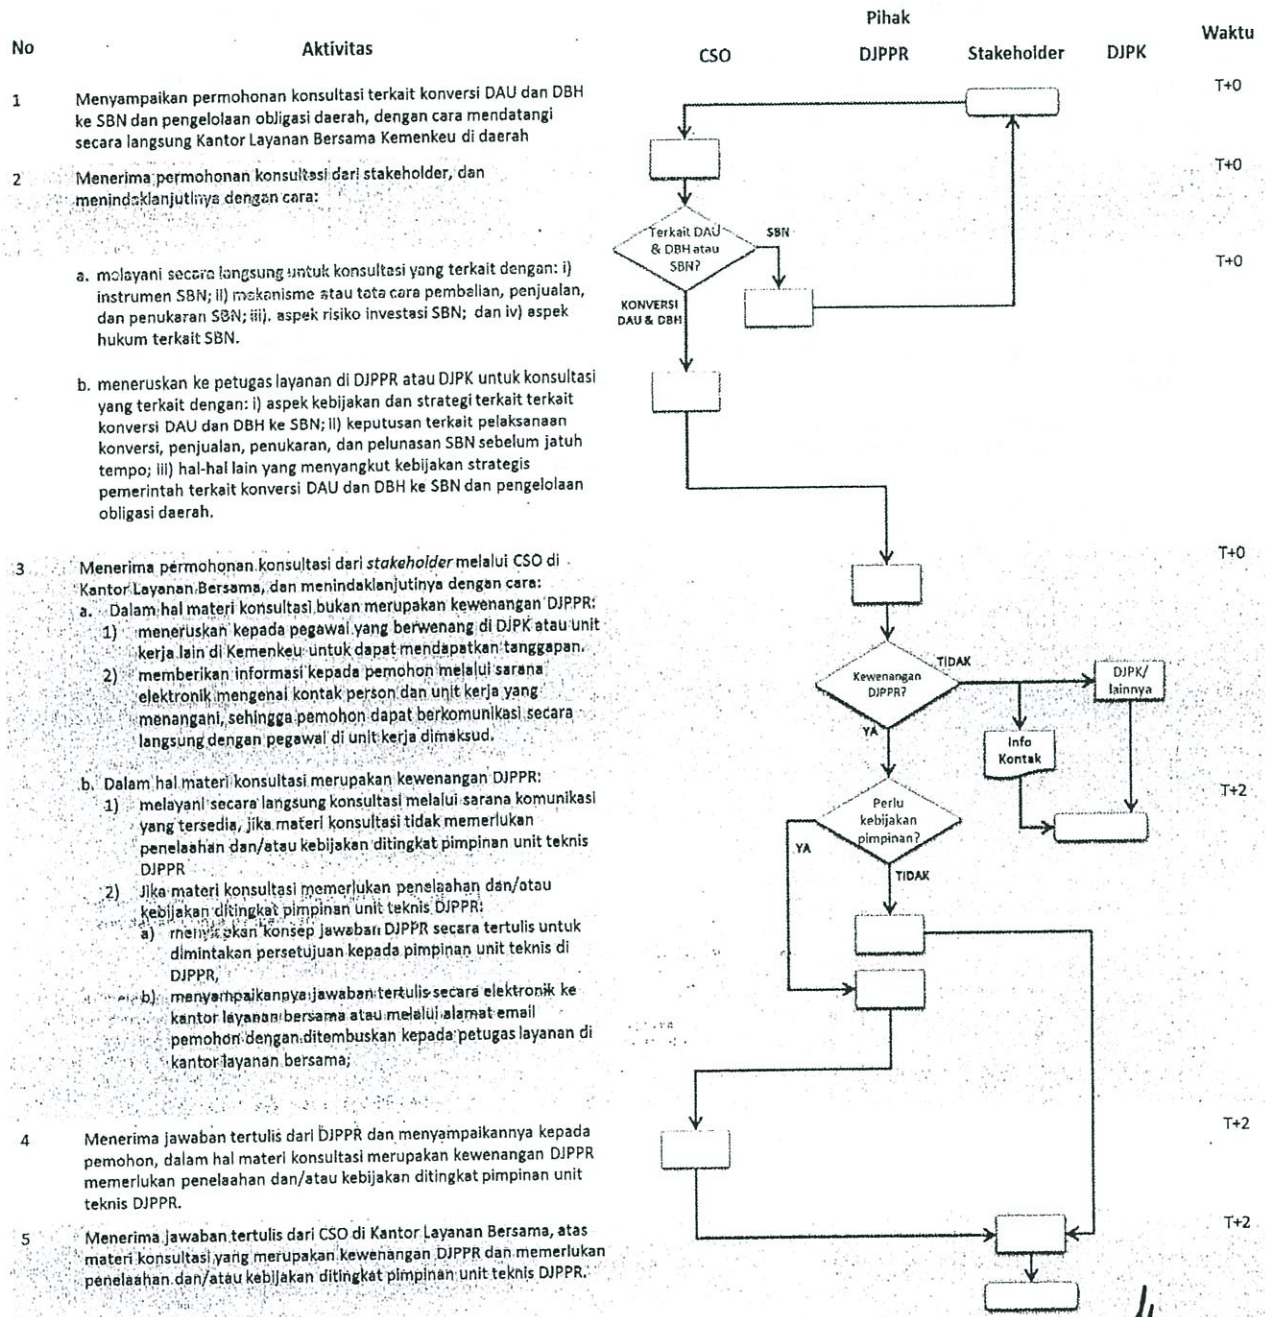 Pihak
No Aktivitas CSO DJPPR Stakeholder DJPK Waktu
1 Menyampaikan permohonan konsultasi terkait konversi DAU dan DBH T+0
ke SBN dan pengelolaan obligasi daerah, dengan cara mendatangi
secara langsung Kantor Layanan Bersama Kemenkeu di daerah
2 Menerima permohonan konsultasi dari stakeholder, dan T+0
menindaklanjutinya dengan cara:
Terkait DAU
& DBH atau
SBN?
SBN
KONVERSI
DAU & DBH
a. melayani secara langsung untuk konsultasi yang terkait dengan: i) T+0
instrumen SBN; ii) mekanisme atau tata cara pembelian, penjualan,
dan penukaran SBN; iii). aspek risiko investasi SBN; dan iv) aspek
hukum terkait SBN.
b. meneruskan ke petugas layanan di DJPPR atau DJPK untuk konsultasi
yang terkait dengan: i) aspek kebijakan dan strategi terkait terkait
konversi DAU dan DBH ke SBN; ii) keputusan terkait pelaksanaan
konversi, penjualan, penukaran, dan pelunasan SBN sebelum jatuh
tempo; iii) hal-hal lain yang menyangkut kebijakan strategis
pemerintah terkait konversi DAU dan DBH ke SBN dan pengelolaan
obligasi daerah.
3 Menerima permohonan konsultasi dari stakeholder melalui CSO di T+0
Kantor Layanan Bersama, dan menindaklanjutinya dengan cara:
a. Dalam hal materi konsultasi bukan merupakan kewenangan DJPPR:
1) meneruskan kepada pegawai yang berwenang di DJPK atau unit
kerja lain di Kemenkeu untuk dapat mendapatkan tanggapan.
2) memberikan informasi kepada pemohon melalui sarana
elektronik mengenai kontak person dan unit kerja yang
menangani, sehingga pemohon dapat berkomunikasi secara
langsung dengan pegawai di unit kerja dimaksud.
Kewenangan
DJPPR?
TIDAK
DJPK/
lainnya
YA
Info
Kontak
b. Dalam hal materi konsultasi merupakan kewenangan DJPPR: T+2
1) melayani secara langsung konsultasi melalui sarana komunikasi
yang tersedia, jika materi konsultasi tidak memerlukan
penelaahan dan/atau kebijakan ditingkat pimpinan unit teknis
DJPPR
2) Jika materi konsultasi memerlukan penelaahan dan/atau
kebijakan ditingkat pimpinan unit teknis DJPPR:
a) menyiapkan konsep jawaban DJPPR secara tertulis untuk
dimintakan persetujuan kepada pimpinan unit teknis di
DJPPR,
b) menyampaikannya jawaban tertulis secara elektronik ke
kantor layanan bersama atau melalui alamat email
pemohon dengan ditembuskan kepada petugas layanan di
kantor layanan bersama;
Perlu
kebijakan
pimpinan?
YA
TIDAK
4 Menerima jawaban tertulis dari DJPPR dan menyampaikannya kepada T+2
pemohon, dalam hal materi konsultasi merupakan kewenangan DJPPR
memerlukan penelaahan dan/atau kebijakan ditingkat pimpinan unit
teknis DJPPR.
5 Menerima jawaban tertulis dari CSO di Kantor Layanan Bersama, atas T+2
materi konsultasi yang merupakan kewenangan DJPPR dan memerlukan
penelaahan dan/atau kebijakan ditingkat pimpinan unit teknis DJPPR.